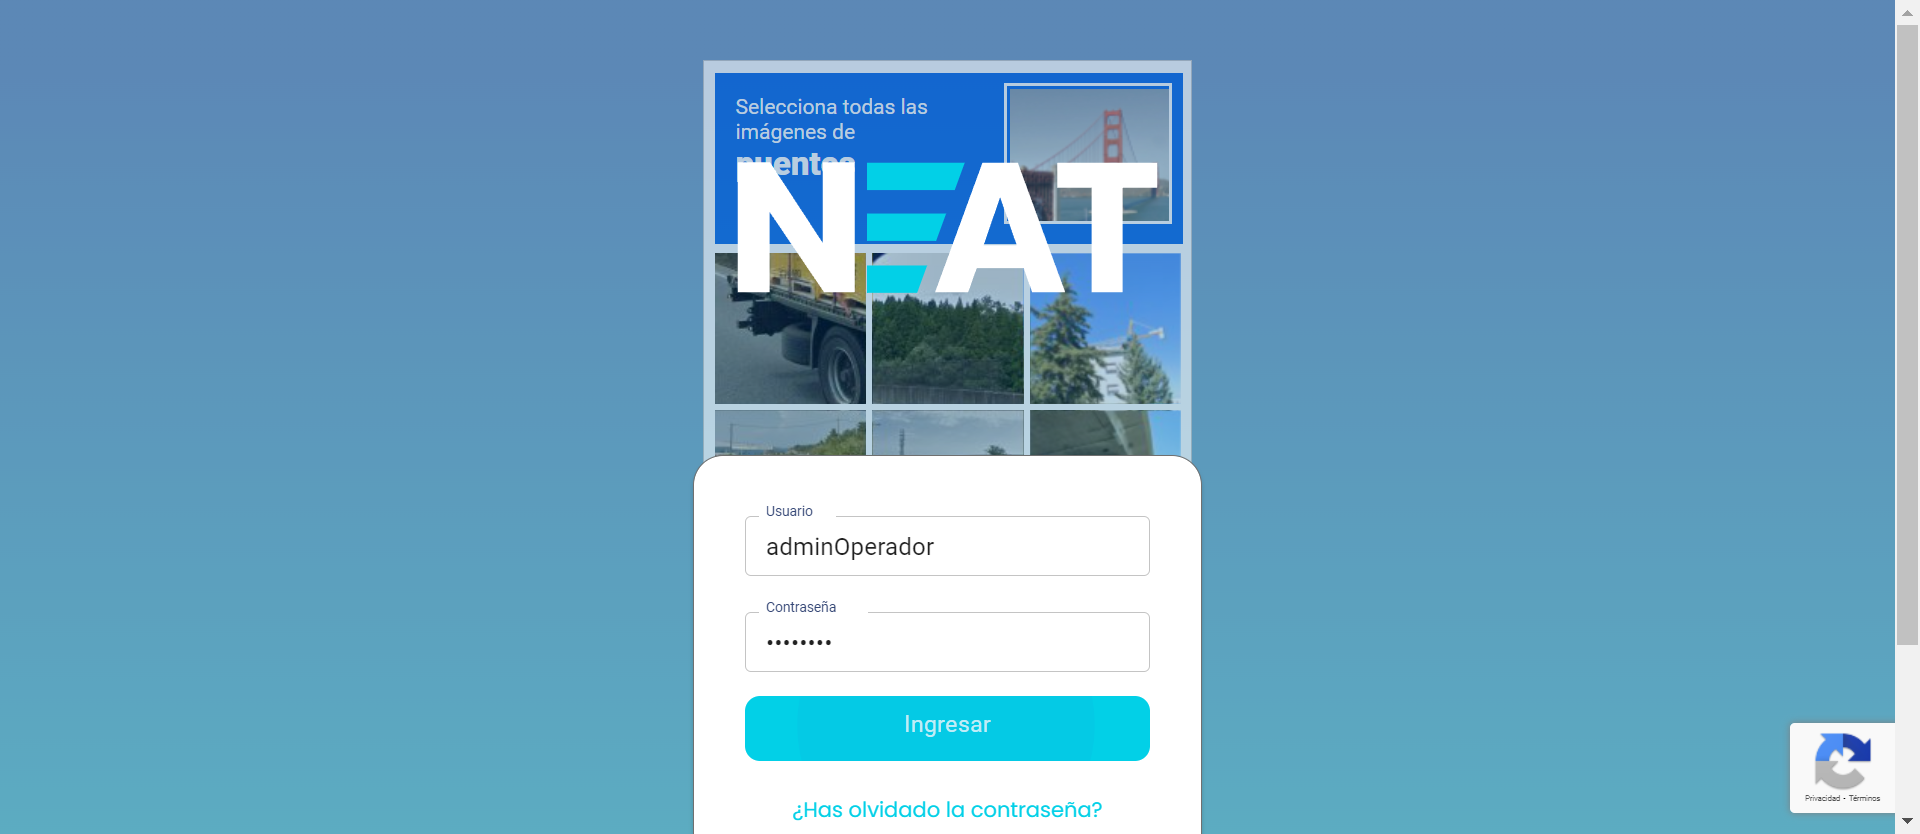 Selecciona todas las
imágenes de
puentes
NEAT
Usuario
adminOperador
Contraseña
••••••••
Ingresar
¿Has olvidado la contraseña?
Privacidad - Términos